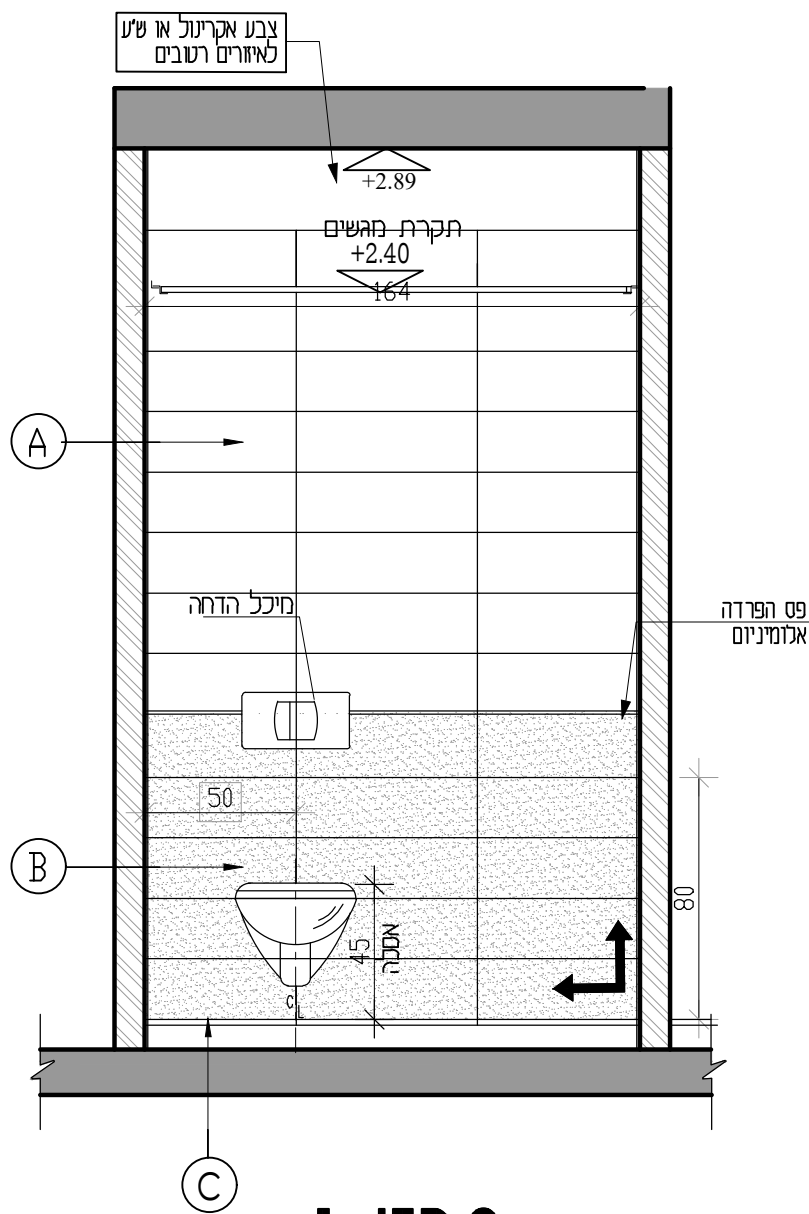 צבע אקרינול או ש"ע
לאיזורים רטובים
+2.89
תקרת מגשים
+2.40
164
A
מיכל הדחה
פס הפרדה
אלומיניום
50
B
80
45
אסלה
CL
C